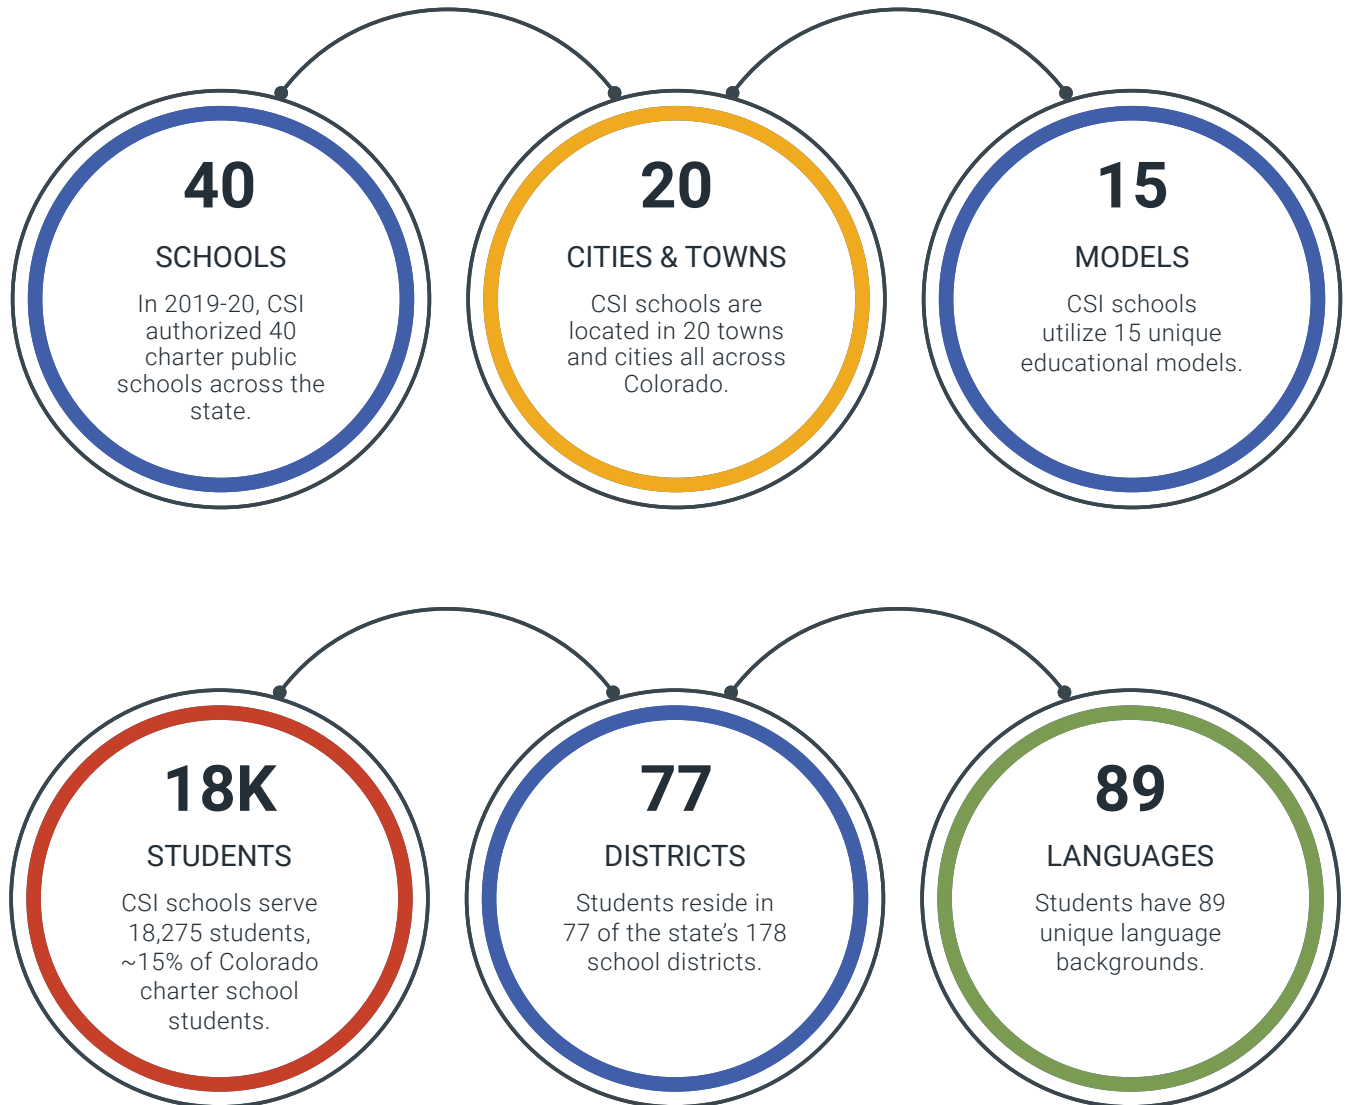 40
SCHOOLS
In 2019-20, CSI
authorized 40
charter public
schools across the
state.
20
CITIES & TOWNS
CSI schools are
located in 20 towns
and cities all across
Colorado.
15
MODELS
CSI schools
utilize 15 unique
educational models.
18K
STUDENTS
CSI schools serve
18,275 students,
~15% of Colorado
charter school
students.
77
DISTRICTS
Students reside in
77 of the state’s 178
school districts.
89
LANGUAGES
Students have 89
unique language
backgrounds.